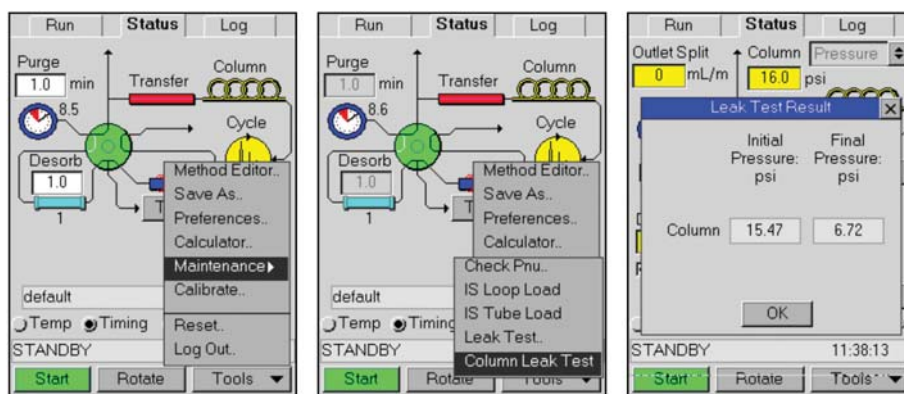 Run Status Log
Purge
1.0 min Transfer Column
8.5
Cycle
Desorb
1.0
1
Method Editor..
Save As..
Preferences..
Calculator..
Maintenance
Calibrate..
Reset..
Log Out..
default
Temp Timing
STANDBY
Start Rotate Tools
Run Status Log
Purge
1.0 min Transfer Column
8.6
Cycle
Desorb
1.0
1
T
Method Editor..
Save As..
Preferences..
Calculator..
Check Pnu..
IS Loop Load
IS Tube Load
Leak Test..
Column Leak Test
default
Temp Timing
STANDBY
Start Rotate Tools
Run Status Log
Outlet Split Column Pressure
0 mL/m 16.0 psi
Leak Test Result
Initial Final
Pressure: Pressure:
psi psi
Column 15.47 6.72
OK
STANDBY 11:38:13
Start Rotate Tools